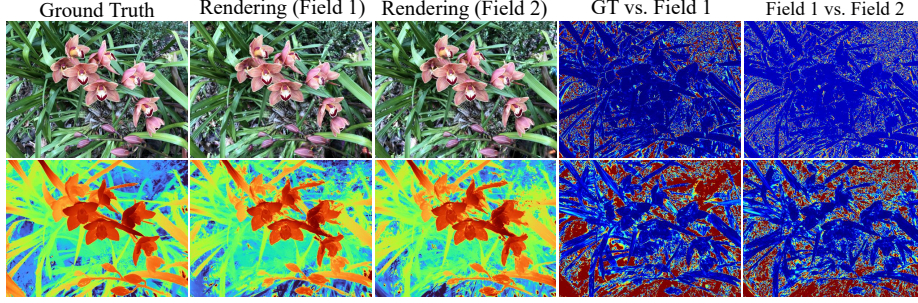 Ground Truth
Rendering (Field 1)
Rendering (Field 2)
GT vs. Field 1
Field 1 vs. Field 2